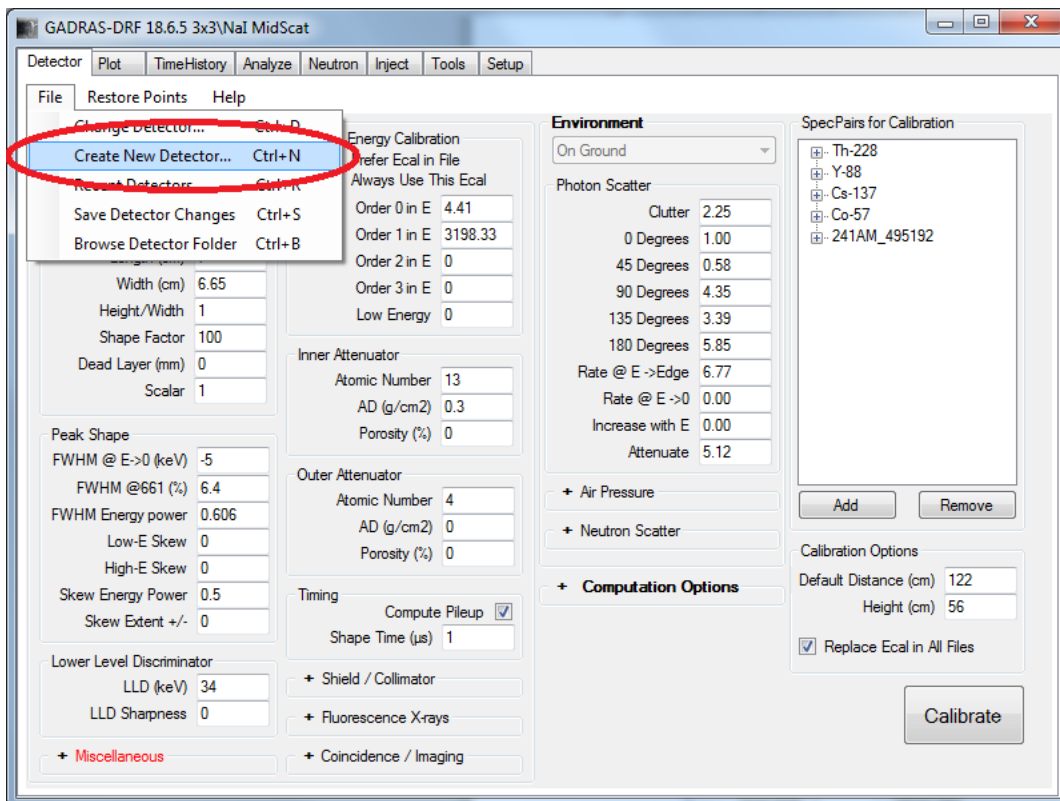 GADRAS-DRF 18.6.5 3x3\NaI MidScat
Detector Plot TimeHistory Analyze Neutron Inject Tools Setup
File Restore Points Help
Change Detector... Ctrl+D
Create New Detector... Ctrl+N
Recent Detectors Ctrl+R
Save Detector Changes Ctrl+S
Browse Detector Folder Ctrl+B
Width (cm) 6.65
Height/Width 1
Shape Factor 100
Dead Layer (mm) 0
Scalar 1
Peak Shape
FWHM @ E->0 (keV) -5
FWHM @661 (%) 6.4
FWHM Energy power 0.606
Low-E Skew 0
High-E Skew 0
Skew Energy Power 0.5
Skew Extent +/- 0
Lower Level Discriminator
LLD (keV) 34
LLD Sharpness 0
+ Miscellaneous
Energy Calibration
Prefer Ecal in File
Always Use This Ecal
Order 0 in E 4.41
Order 1 in E 3198.33
Order 2 in E 0
Order 3 in E 0
Low Energy 0
Inner Attenuator
Atomic Number 13
AD (g/cm2) 0.3
Porosity (%) 0
Outer Attenuator
Atomic Number 4
AD (g/cm2) 0
Porosity (%) 0
Timing
Compute Pileup
Shape Time (µs) 1
+ Shield / Collimator
+ Fluorescence X-rays
+ Coincidence / Imaging
Environment
On Ground
Photon Scatter
Clutter 2.25
0 Degrees 1.00
45 Degrees 0.58
90 Degrees 4.35
135 Degrees 3.39
180 Degrees 5.85
Rate @ E ->Edge 6.77
Rate @ E ->0 0.00
Increase with E 0.00
Attenuate 5.12
+ Air Pressure
+ Neutron Scatter
+ Computation Options
SpecPairs for Calibration
Th-228
Y-88
Cs-137
Co-57
241AM_495192
Add Remove
Calibration Options
Default Distance (cm) 122
Height (cm) 56
Replace Ecal in All Files
Calibrate